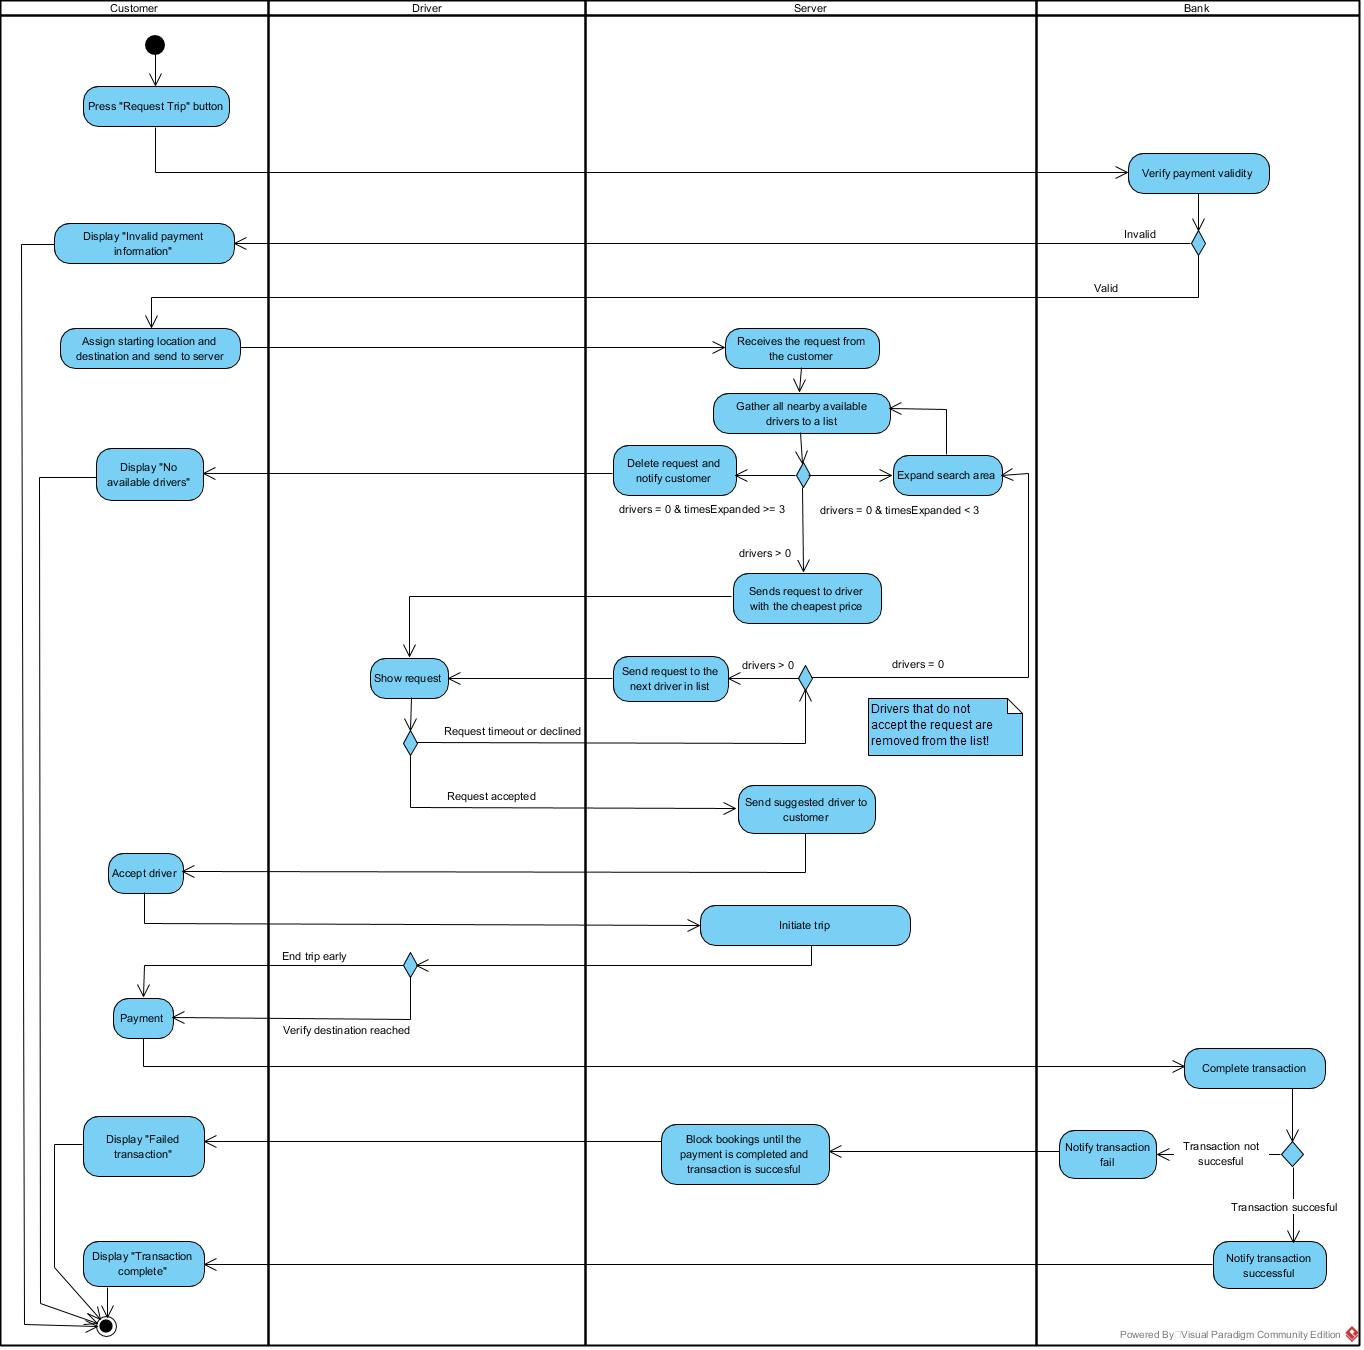 Customer
Driver
Server
Bank
Press "Request Trip" button
Verify payment validity
Invalid
Display "Invalid payment
information"
Valid
Assign starting location and
destination and send to server
Receives the request from
the customer
Gather all nearby available
drivers to a list
Display "No
available drivers"
Delete request and
notify customer
Expand search area
drivers = 0 & timesExpanded >= 3
drivers = 0 & timesExpanded < 3
drivers > 0
Sends request to driver
with the cheapest price
Show request
Send request to the
next driver in list
drivers > 0
drivers = 0
Drivers that do not
accept the request are
removed from the list!
Request timeout or declined
Request accepted
Send suggested driver to
customer
Accept driver
Initiate trip
End trip early
Payment
Verify destination reached
Complete transaction
Display "Failed
transaction"
Block bookings until the
payment is completed and
transaction is succesful
Notify transaction
fail
Transaction not
succesful
Transaction succesful
Display "Transaction
complete"
Notify transaction
successful
Powered By Visual Paradigm Community Edition